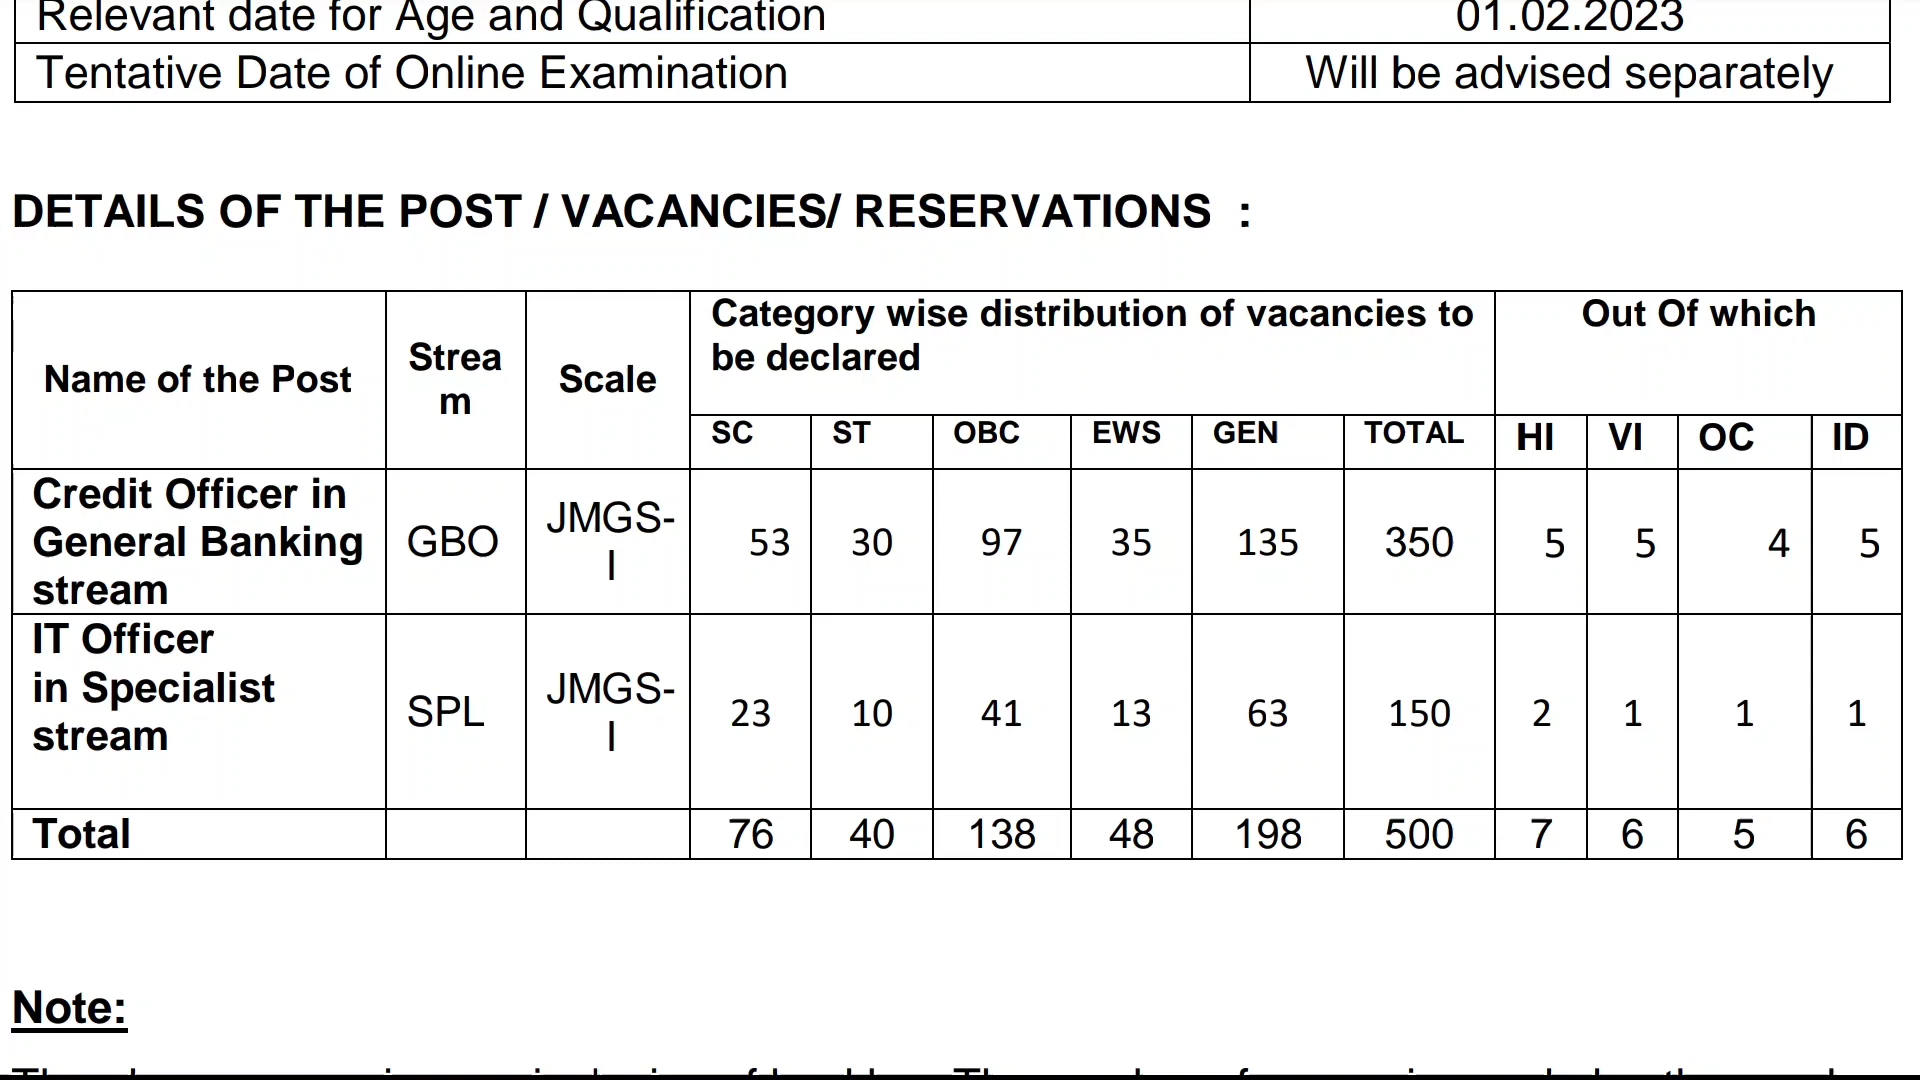 Relevant date for Age and Qualification 01.02.2023
Tentative Date of Online Examination Will be advised separately
DETAILS OF THE POST / VACANCIES/ RESERVATIONS :
Name of the Post
Strea
m
Scale
Category wise distribution of vacancies to
be declared
Out Of which
SC ST OBC EWS GEN TOTAL HI VI OC ID
Credit Officer in
General Banking
stream
GBO
JMGS-
I
53 30 97 35 135 350 5 5 4 5
IT Officer
in Specialist
stream
SPL
JMGS-
I
23 10 41 13 63 150 2 1 1 1
Total 76 40 138 48 198 500 7 6 5 6
Note: